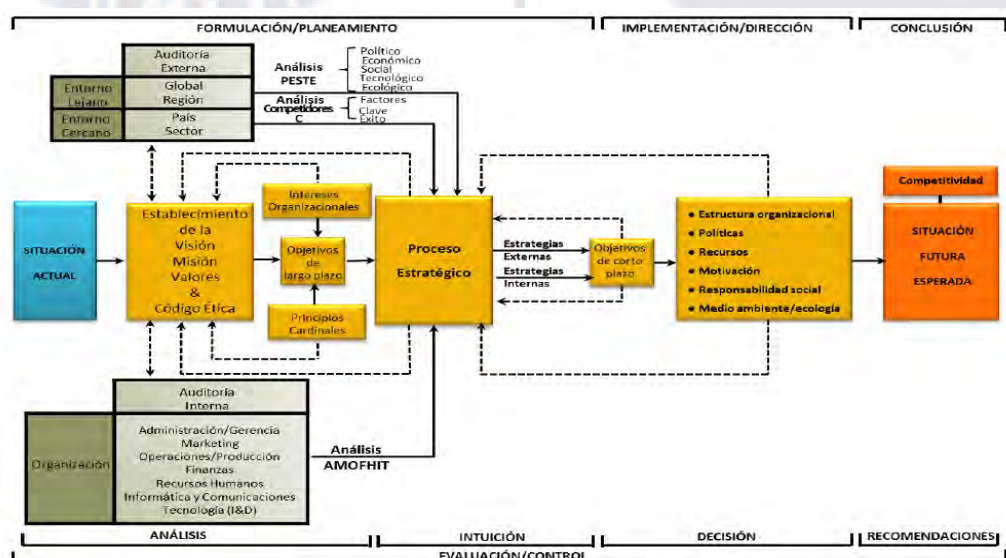 FORMULACIÓN/PLANEAMIENTO
IMPLEMENTACIÓN/DIRECCIÓN
CONCLUSIÓN
Auditoría
Externa
Entorno
Lejano
Global
Región
Entorno
Cercano
País
Sector
Análisis
PESTE
Político
Económico
Social
Tecnológico
Ecológico
Análisis
Competidores
C
Factores
Clave
Éxito
SITUACIÓN
ACTUAL
Establecimiento
de la
Visión
Misión
Valores
&
Código Ética
Intereses
Organizacionales
Objetivos
de
largo plazo
Principios
Cardinales
Proceso
Estratégico
Estrategias
Externas
Estrategias
Internas
Objetivos
de corto
plazo
• Estructura organizacional
• Políticas
• Recursos
• Motivación
• Responsabilidad social
• Medio ambiente/ecología
Competitividad
SITUACIÓN
FUTURA
ESPERADA
Auditoría
Interna
Organización
Administración/Gerencia
Marketing
Operaciones/Producción
Finanzas
Recursos Humanos
Informática y Comunicaciones
Tecnología (I&D)
Análisis
AMOFHIT
ANÁLISIS
INTUICIÓN
DECISIÓN
RECOMENDACIONES
EVALUACIÓN/CONTROL